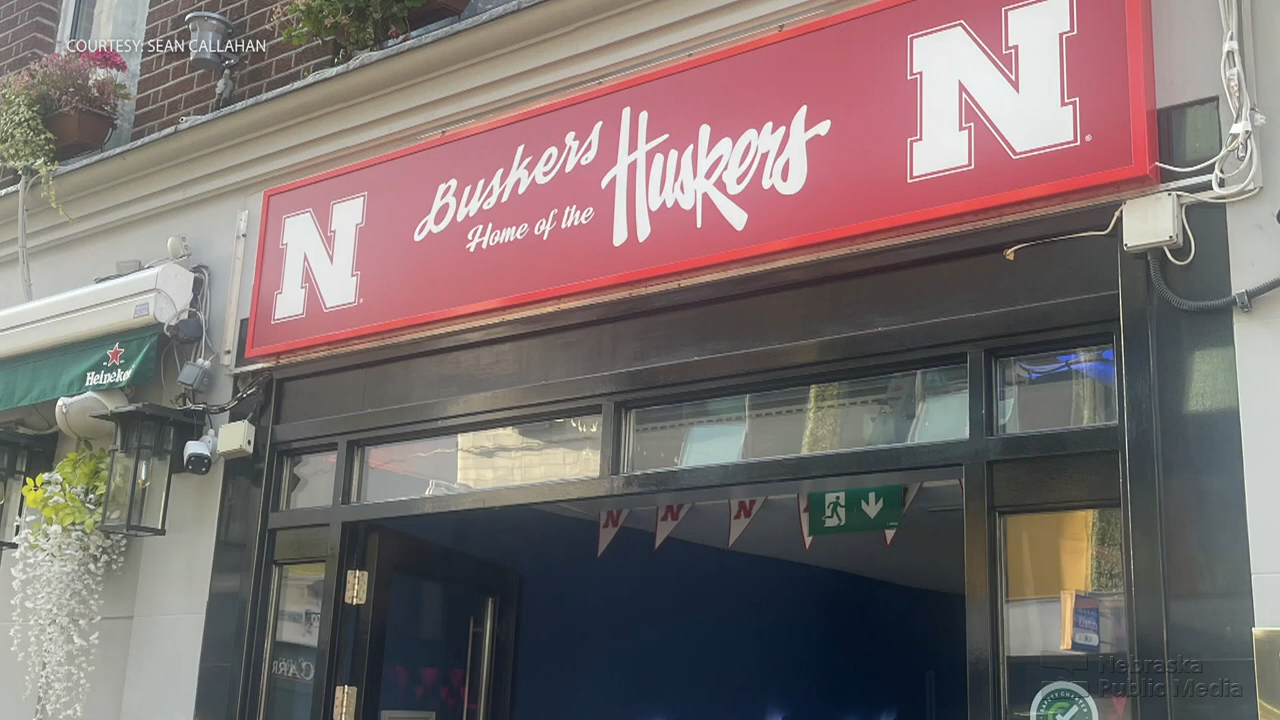 COURTESY: SEAN CALLAHAN
N
Buskers
Home of the
Huskers
N
Heineken
N N N
Nebraska
Public Media